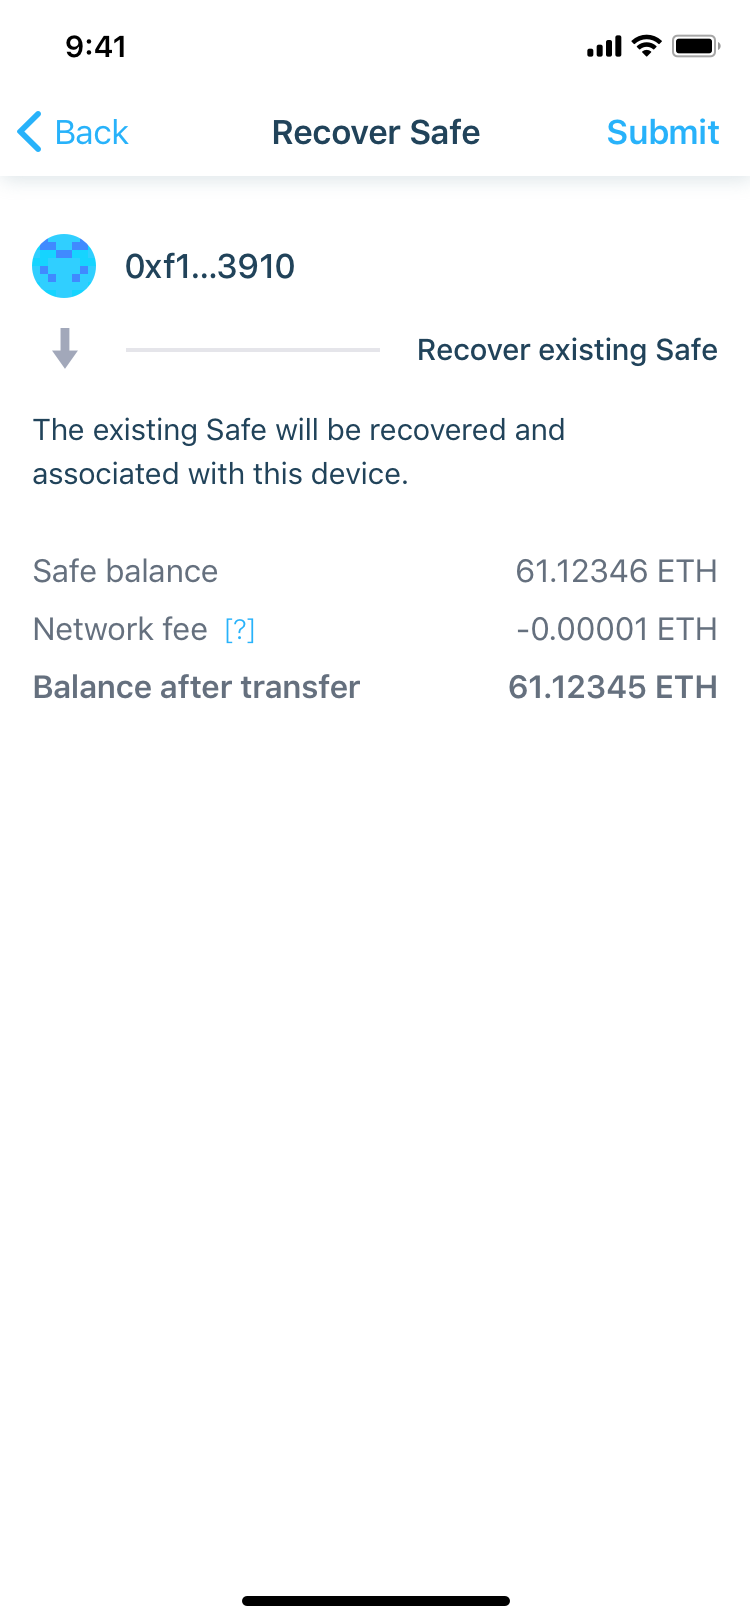 9:41
Back
Recover Safe
Submit
0xf1...3910
Recover existing Safe
The existing Safe will be recovered and
associated with this device.
Safe balance 61.12346 ETH
Network fee [?] -0.00001 ETH
Balance after transfer 61.12345 ETH